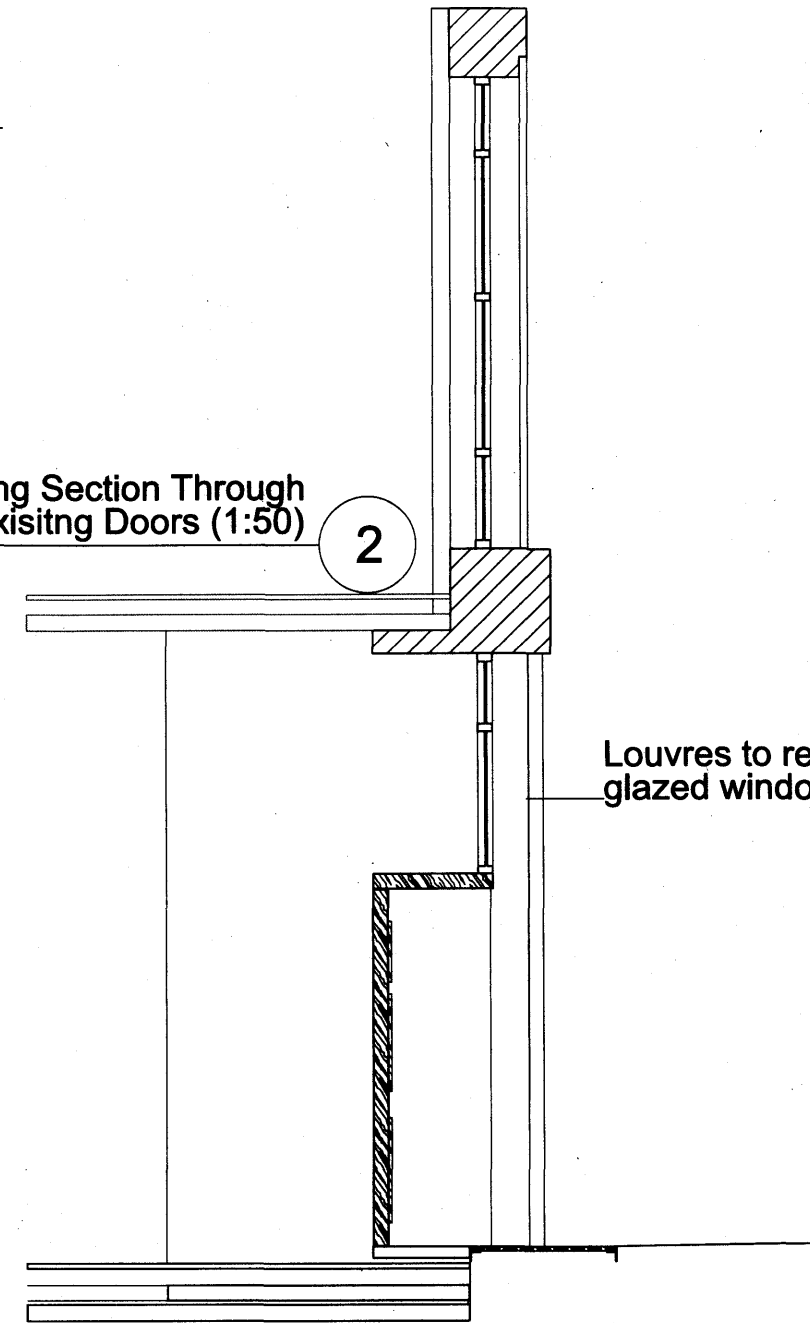 ng Section Through
xisitng Doors (1:50)
2
Louvres to re
glazed windo